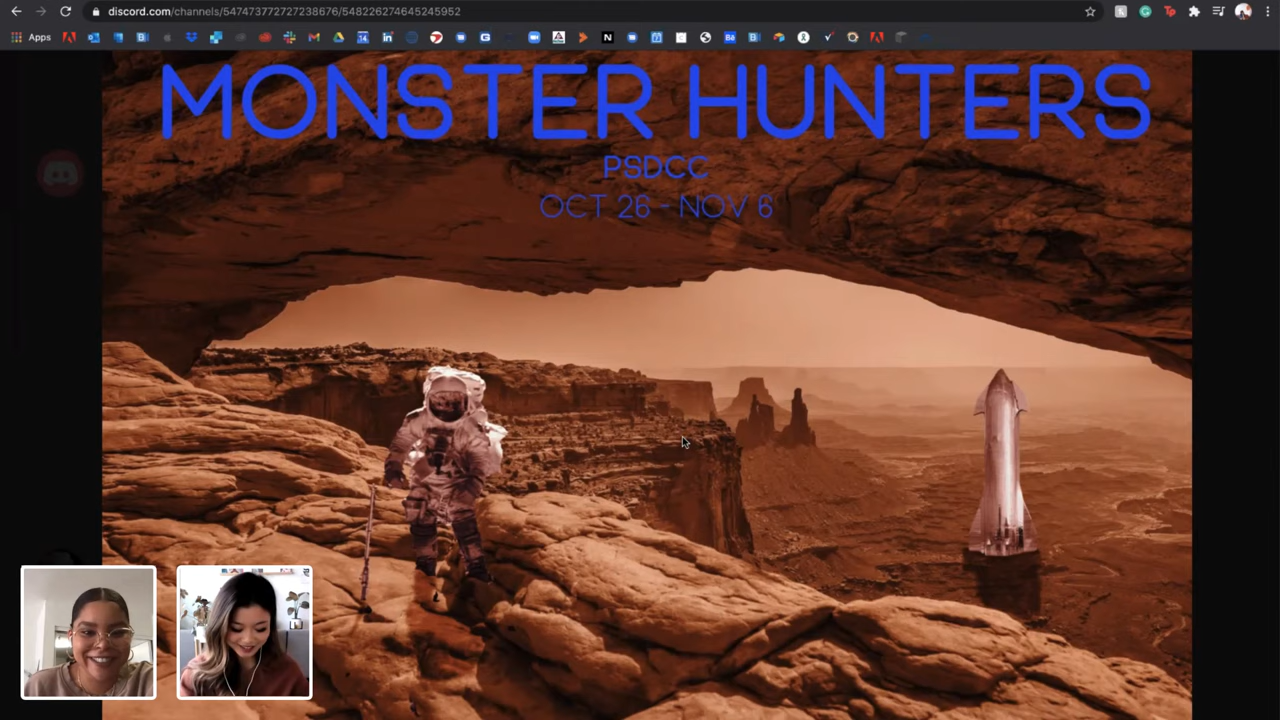 discord.com/channels/547473772727238676/548226274645245952
Apps
MONSTER HUNTERS
PSDCC
OCT 26 - NOV 6